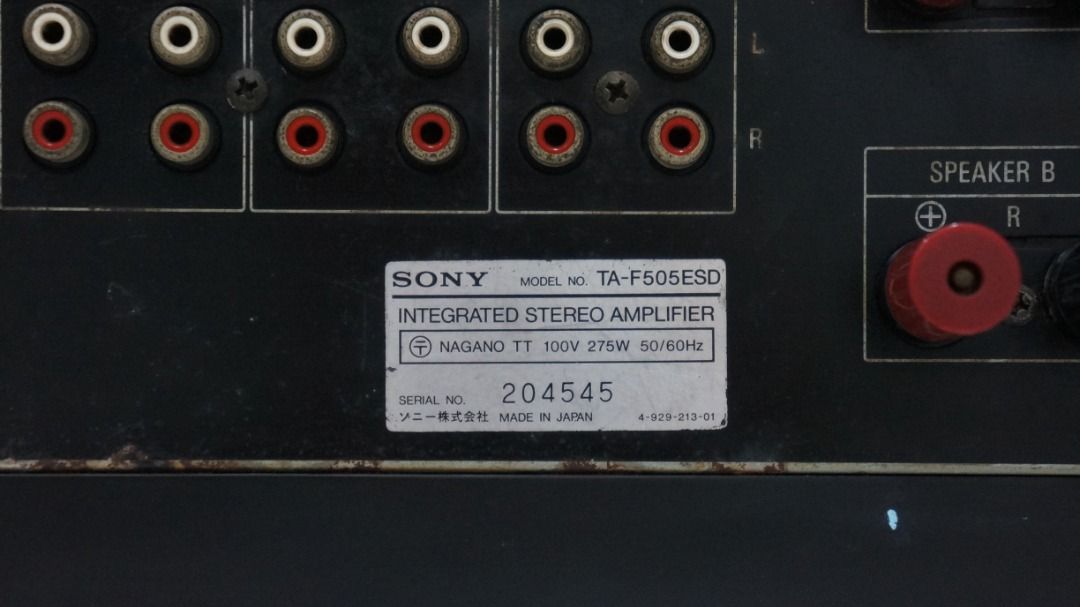 L
R
SPEAKER B
⊕ R
SONY MODEL NO. TA-F505ESD
INTEGRATED STEREO AMPLIFIER
〒 NAGANO TT 100V 275W 50/60Hz
SERIAL NO. 204545
ソニー株式会社 MADE IN JAPAN 4-929-213-01